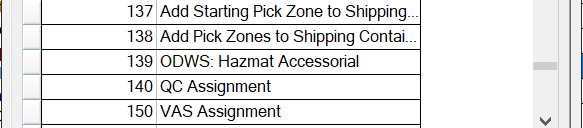 137 Add Starting Pick Zone to Shipping...
138 Add Pick Zones to Shipping Contai...
139 ODWS: Hazmat Accessorial
140 QC Assignment
150 VAS Assignment